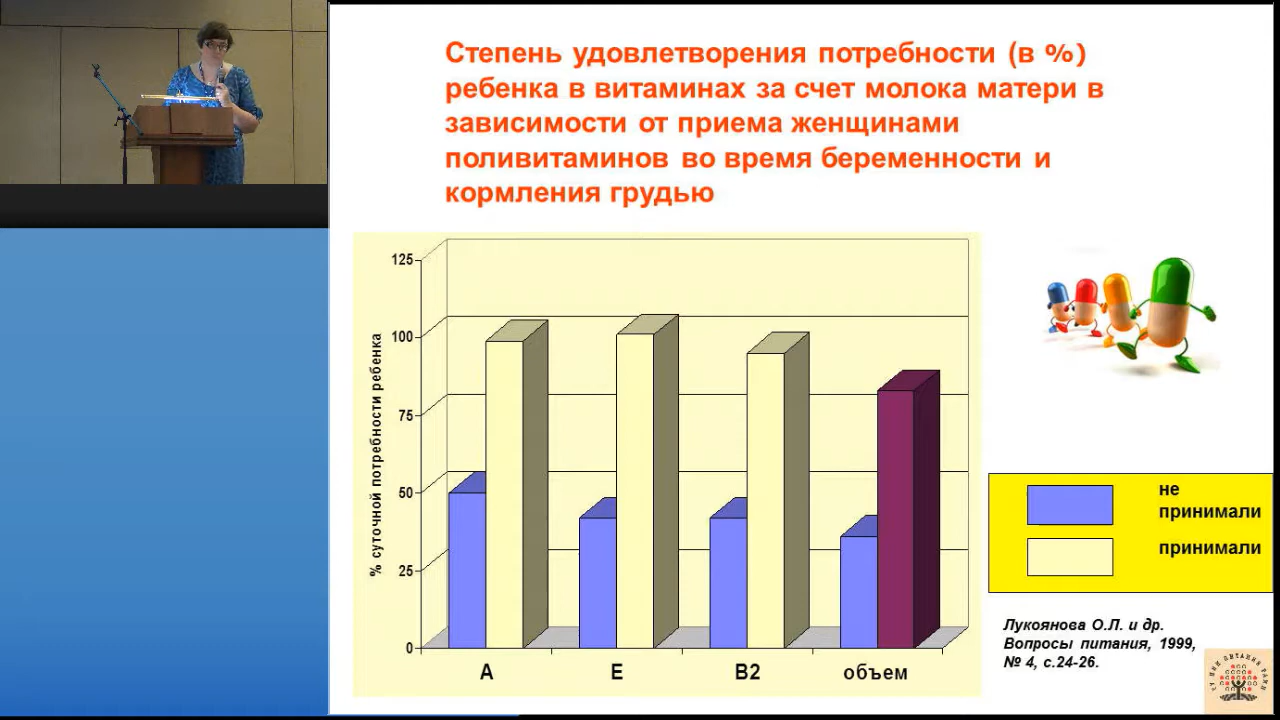 Степень удовлетворения потребности (в %)
ребенка в витаминах за счет молока матери в
зависимости от приема женщинами
поливитаминов во время беременности и
кормления грудью
% суточной потребности ребенка
125
100
75
50
25
0
А
Е
В2
объем
не
принимали
принимали
Лукоянова О.Л. и др.
Вопросы питания, 1999,
№ 4, с.24-26.